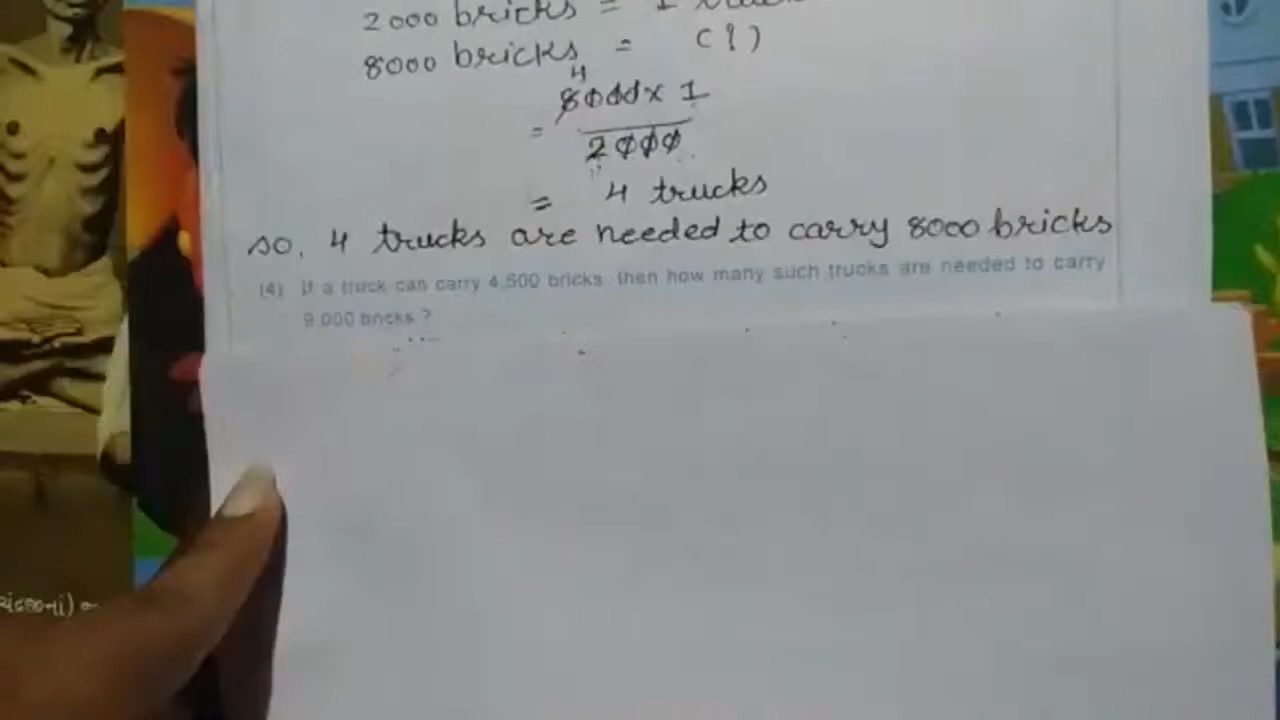 2000 bricks = 1
8000 bricks = (?)
4
= 8000 x 1
2000
= 4 trucks
so, 4 trucks are needed to carry 8000 bricks
(4) If a truck can carry 4,500 bricks then how many such trucks are needed to carry
9,000 bricks ?